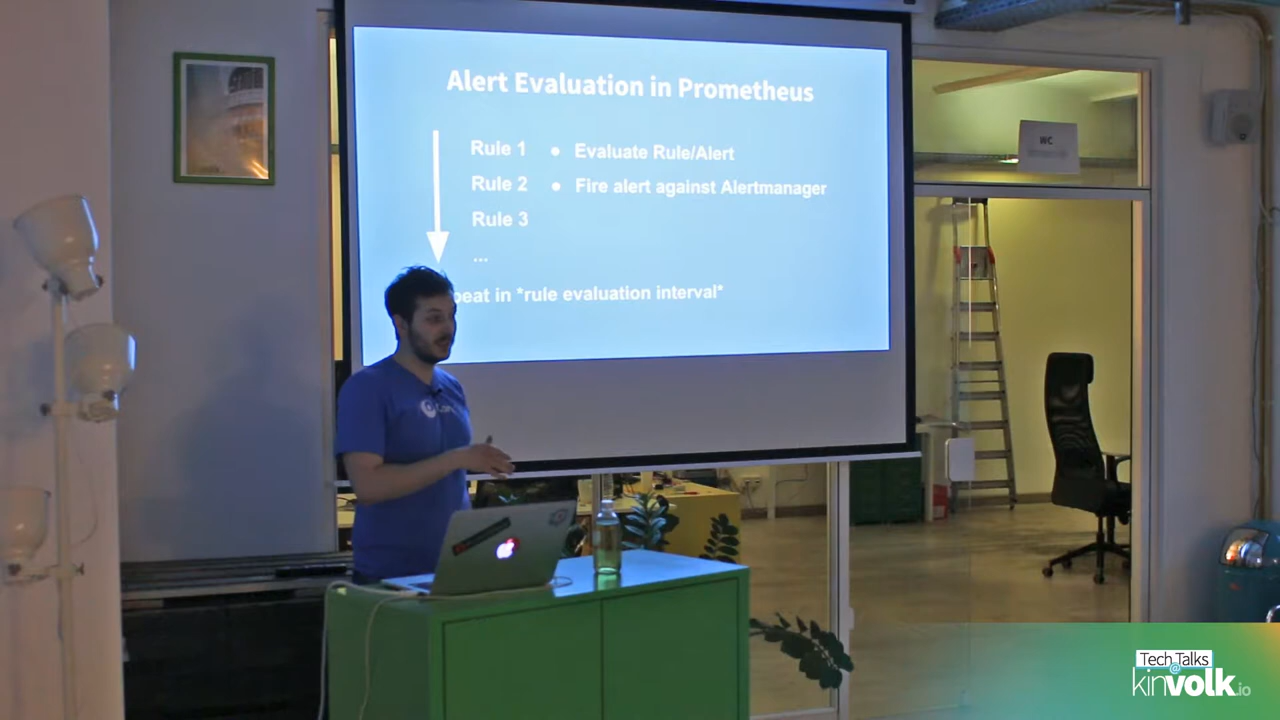 Alert Evaluation in Prometheus
Rule 1 • Evaluate Rule/Alert
Rule 2 • Fire alert against Alertmanager
Rule 3
...
peat in *rule evaluation interval*
WC
Tech Talks
@
kinvolk.io